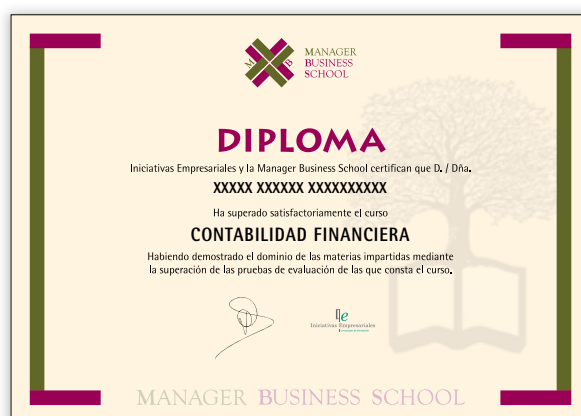 M B
MANAGER
BUSINESS
SCHOOL
DIPLOMA
Iniciativas Empresariales y la Manager Business School certifican que D. / Dña.
XXXXX XXXXXX XXXXXXXXXX
Ha superado satisfactoriamente el curso
CONTABILIDAD FINANCIERA
Habiendo demostrado el dominio de las materias impartidas mediante
la superación de las pruebas de evaluación de las que consta el curso.
Iniciativas Empresariales
MANAGER BUSINESS SCHOOL